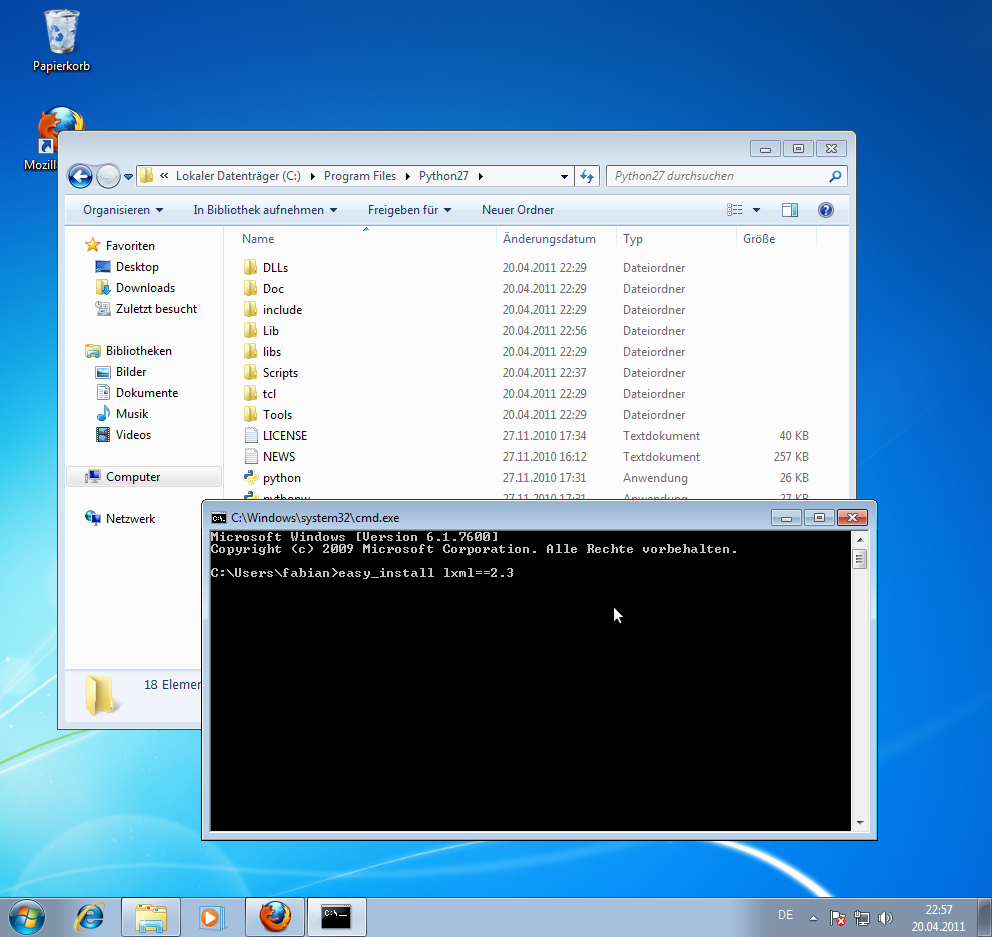 Papierkorb
Mozill
« Lokaler Datenträger (C:) Program Files Python27
Python27 durchsuchen
Organisieren In Bibliothek aufnehmen Freigeben für Neuer Ordner
Name Änderungsdatum Typ Größe
Favoriten
Desktop
Downloads
Zuletzt besucht
Bibliotheken
Bilder
Dokumente
Musik
Videos
Computer
Netzwerk
DLLs 20.04.2011 22:29 Dateiordner
Doc 20.04.2011 22:29 Dateiordner
include 20.04.2011 22:29 Dateiordner
Lib 20.04.2011 22:56 Dateiordner
libs 20.04.2011 22:29 Dateiordner
Scripts 20.04.2011 22:37 Dateiordner
tcl 20.04.2011 22:29 Dateiordner
Tools 20.04.2011 22:29 Dateiordner
LICENSE 27.11.2010 17:34 Textdokument 40 KB
NEWS 27.11.2010 16:12 Textdokument 257 KB
python 27.11.2010 17:31 Anwendung 26 KB
pythonw 27.11.2010 17:31 Anwendung 27 KB
18 Elemen
C:\Windows\system32\cmd.exe
Microsoft Windows [Version 6.1.7600]
Copyright (c) 2009 Microsoft Corporation. Alle Rechte vorbehalten.
C:\Users\fabian>easy_install lxml==2.3
DE
22:57
20.04.2011